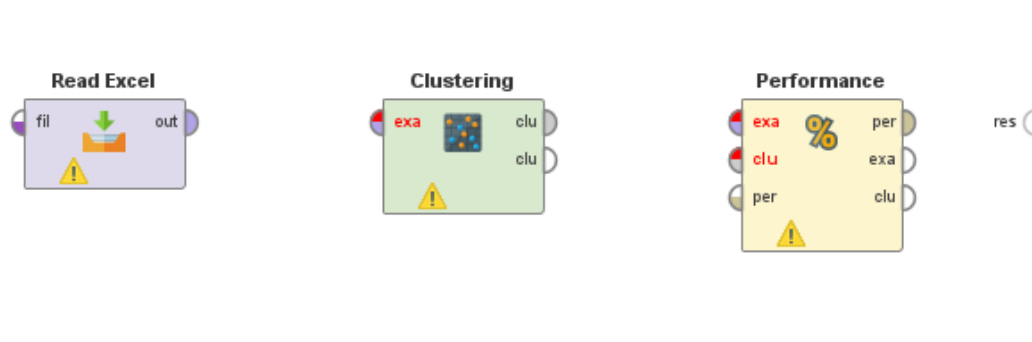 Read Excel
Clustering
Performance
fil
out
exa
clu
clu
exa
clu
per
per
exa
clu
res